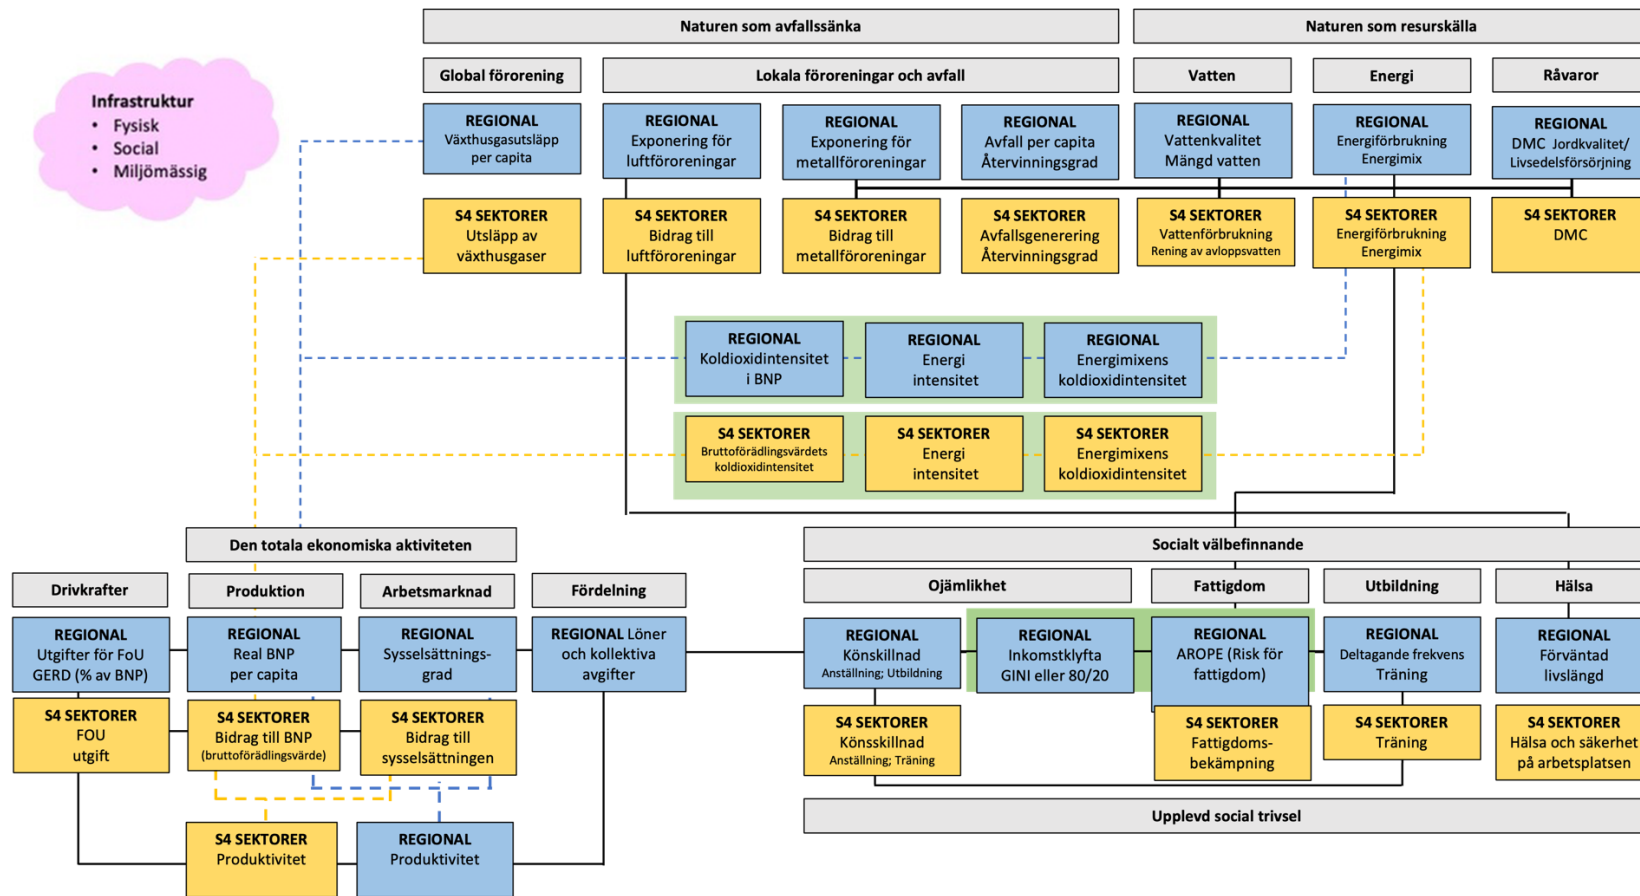 Naturen som avfallssänka
Naturen som resurskälla
Infrastruktur
• Fysisk
• Social
• Miljömässig
Global förorening
Lokala föroreningar och avfall
Vatten
Energi
Råvaror
REGIONAL
Växthusgasutsläpp
per capita
REGIONAL
Exponering för
luftföroreningar
REGIONAL
Exponering för
metallföroreningar
REGIONAL
Avfall per capita
Återvinningsgrad
REGIONAL
Vattenkvalitet
Mängd vatten
REGIONAL
Energiförbrukning
Energimix
REGIONAL
DMC Jordkvalitet/
Livsedelsförsörjning
S4 SEKTORER
Utsläpp av
växthusgaser
S4 SEKTORER
Bidrag till
luftföroreningar
S4 SEKTORER
Bidrag till
metallföroreningar
S4 SEKTORER
Avfallsgenerering
Återvinningsgrad
S4 SEKTORER
Vattenförbrukning
Rening av avloppsvatten
S4 SEKTORER
Energiförbrukning
Energimix
S4 SEKTORER
DMC
REGIONAL
Koldioxidintensitet
i BNP
REGIONAL
Energi
intensitet
REGIONAL
Energimixens
koldioxidintensitet
S4 SEKTORER
Bruttoförädlingsvärdets
koldioxidintensitet
S4 SEKTORER
Energi
intensitet
S4 SEKTORER
Energimixens
koldioxidintensitet
Den totala ekonomiska aktiviteten
Socialt välbefinnande
Drivkrafter
Produktion
Arbetsmarknad
Fördelning
Ojämlikhet
Fattigdom
Utbildning
Hälsa
REGIONAL
Utgifter för FoU
GERD (% av BNP)
REGIONAL
Real BNP
per capita
REGIONAL
Sysselsättnings-
grad
REGIONAL Löner
och kollektiva
avgifter
REGIONAL
Könskillnad
Anställning; Utbildning
REGIONAL
Inkomstklyfta
GINI eller 80/20
REGIONAL
AROPE (Risk för
fattigdom)
REGIONAL
Deltagande frekvens
Träning
REGIONAL
Förväntad
livslängd
S4 SEKTORER
FOU
utgift
S4 SEKTORER
Bidrag till BNP
(bruttoförädlingsvärde)
S4 SEKTORER
Bidrag till
sysselsättningen
S4 SEKTORER
Könsskillnad
Anställning; Träning
S4 SEKTORER
Fattigdoms-
bekämpning
S4 SEKTORER
Träning
S4 SEKTORER
Hälsa och säkerhet
på arbetsplatsen
Upplevd social trivsel
S4 SEKTORER
Produktivitet
REGIONAL
Produktivitet